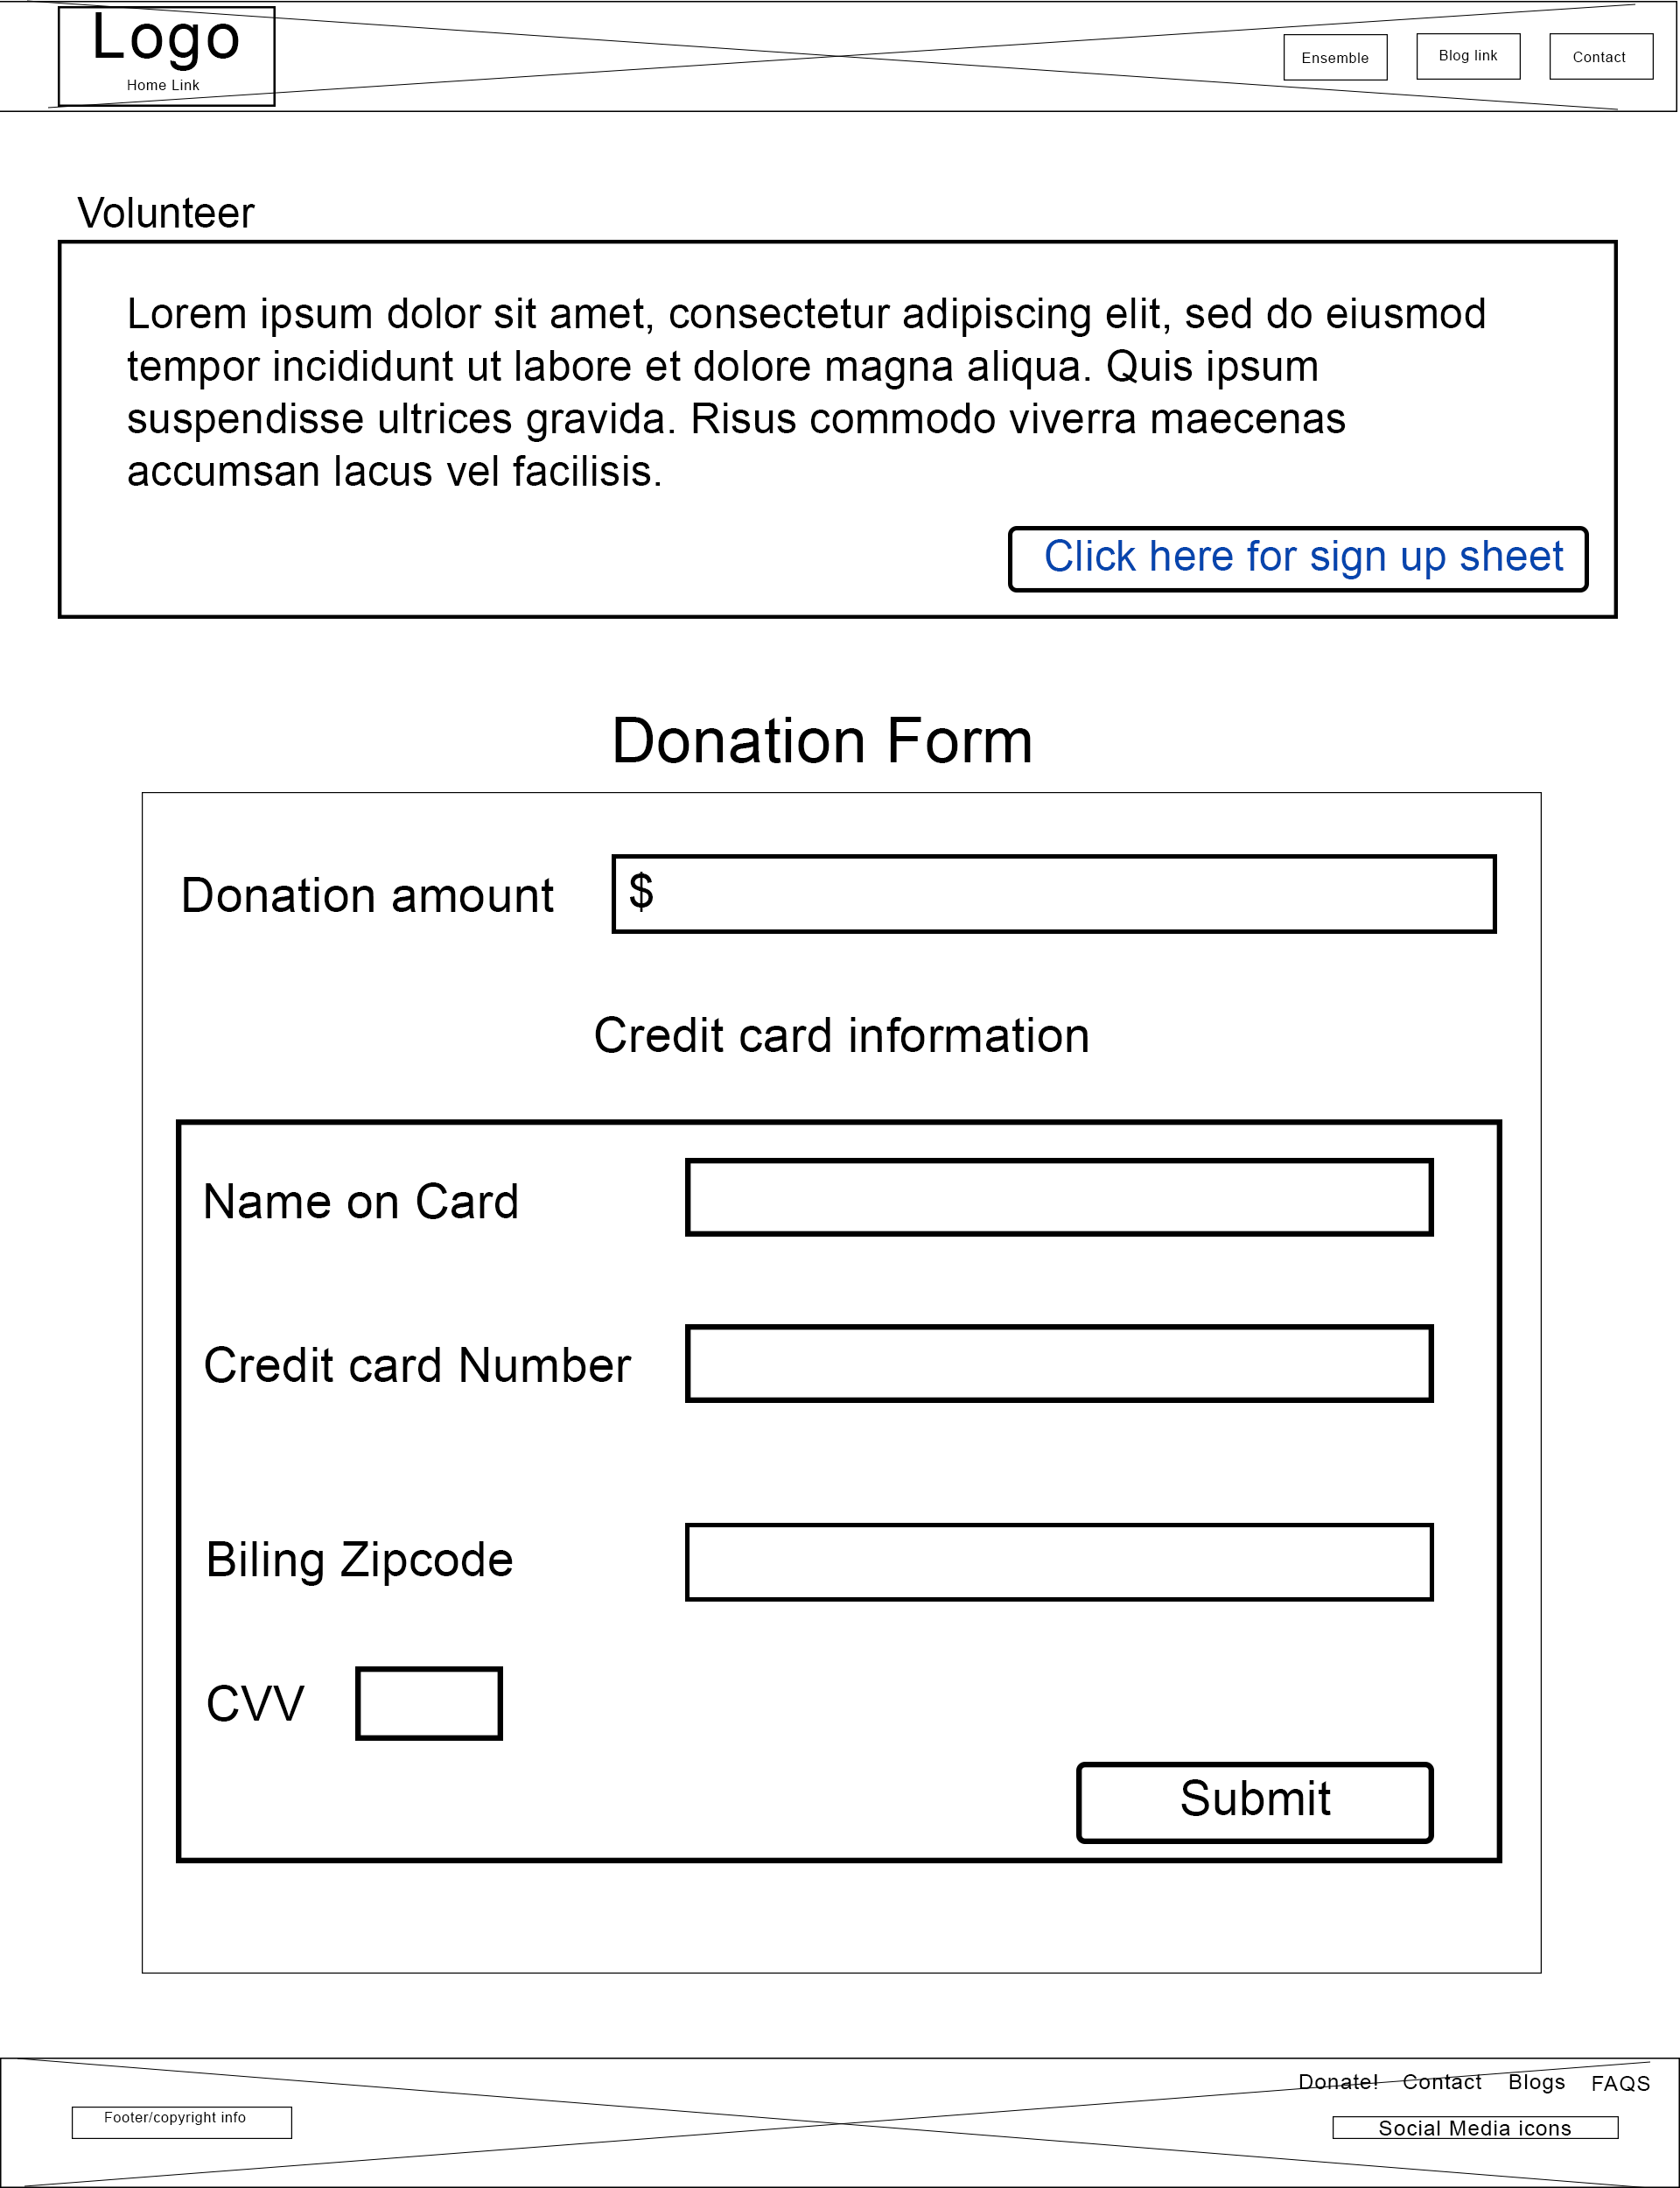 Logo
Home Link
Ensemble
Blog link
Contact
Volunteer
Lorem ipsum dolor sit amet, consectetur adipiscing elit, sed do eiusmod
tempor incididunt ut labore et dolore magna aliqua. Quis ipsum
suspendisse ultrices gravida. Risus commodo viverra maecenas
accumsan lacus vel facilisis.
Click here for sign up sheet
Donation Form
Donation amount $
Credit card information
Name on Card
Credit card Number
Biling Zipcode
CVV
Submit
Footer/copyright info
Donate! Contact Blogs FAQS
Social Media icons